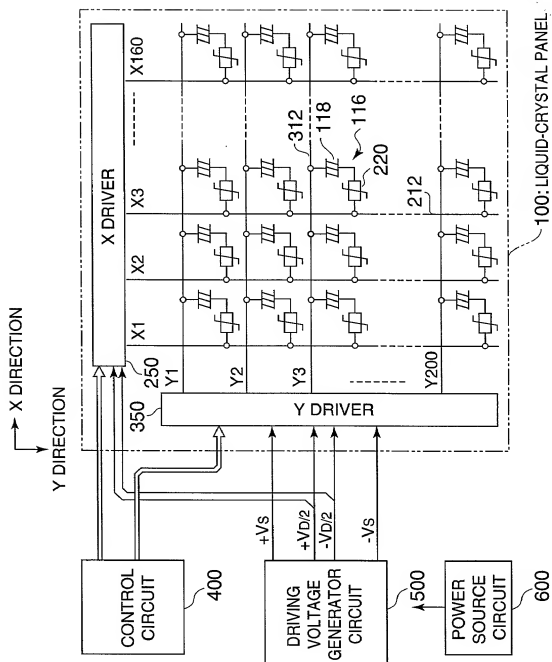 X DIRECTION
Y DIRECTION
100: LIQUID-CRYSTAL PANEL
X DRIVER
250
X1
X2
X3
X160
Y1
Y2
Y3
Y200
350
Y DRIVER
312
118
116
220
212
CONTROL
CIRCUIT
400
+VS
+VD/2
-VD/2
-VS
DRIVING
VOLTAGE
GENERATOR
CIRCUIT
500
POWER
SOURCE
CIRCUIT
600